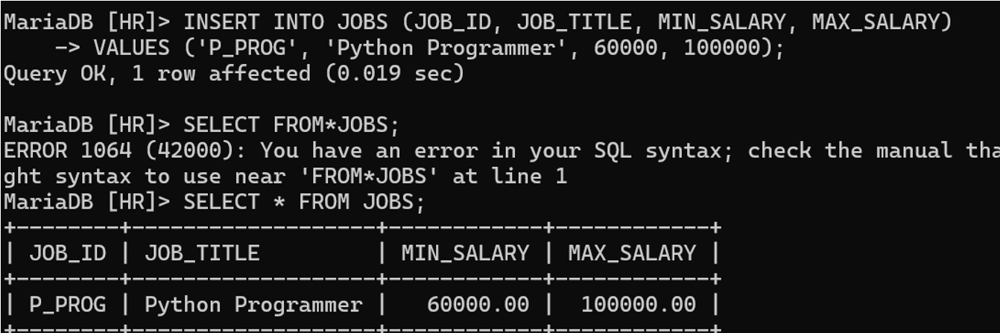 MariaDB [HR]> INSERT INTO JOBS (JOB_ID, JOB_TITLE, MIN_SALARY, MAX_SALARY)
    -> VALUES ('P_PROG', 'Python Programmer', 60000, 100000);
Query OK, 1 row affected (0.019 sec)

MariaDB [HR]> SELECT FROM*JOBS;
ERROR 1064 (42000): You have an error in your SQL syntax; check the manual tha
ght syntax to use near 'FROM*JOBS' at line 1
MariaDB [HR]> SELECT * FROM JOBS;
+--------+-------------------+------------+------------+
| JOB_ID | JOB_TITLE         | MIN_SALARY | MAX_SALARY |
+--------+-------------------+------------+------------+
| P_PROG | Python Programmer |   60000.00 |  100000.00 |
+--------+-------------------+------------+------------+